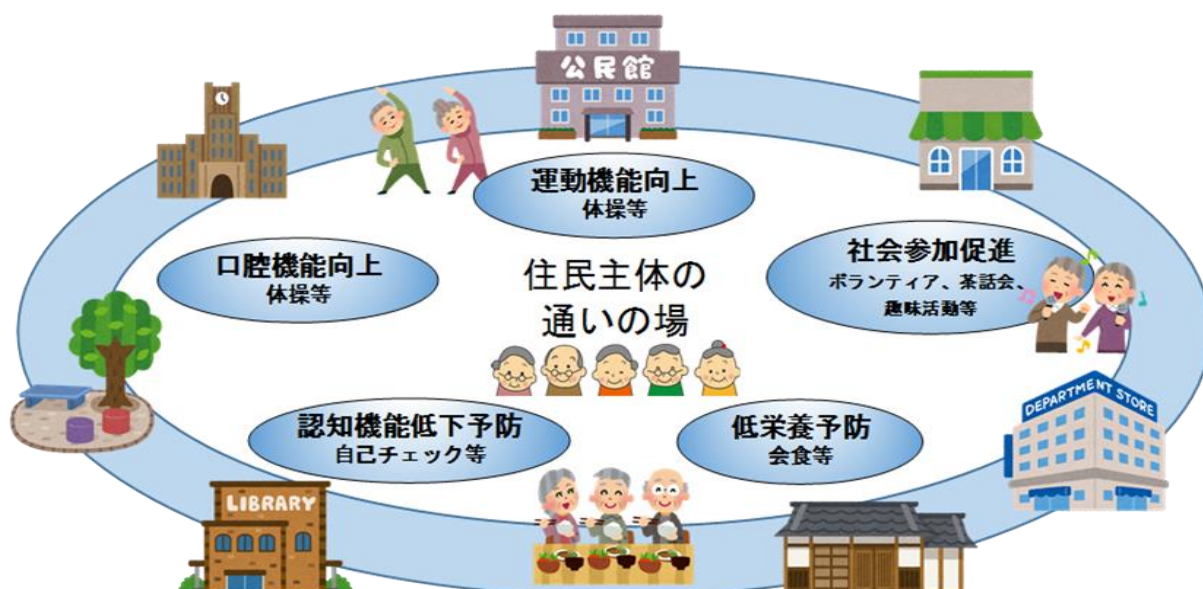 公民館
運動機能向上
体操等
口腔機能向上
体操等
社会参加促進
ボランティア、茶話会、
趣味活動等
住民主体の
通いの場
認知機能低下予防
自己チェック等
低栄養予防
会食等
DEPARTMENT STORE
LIBRARY